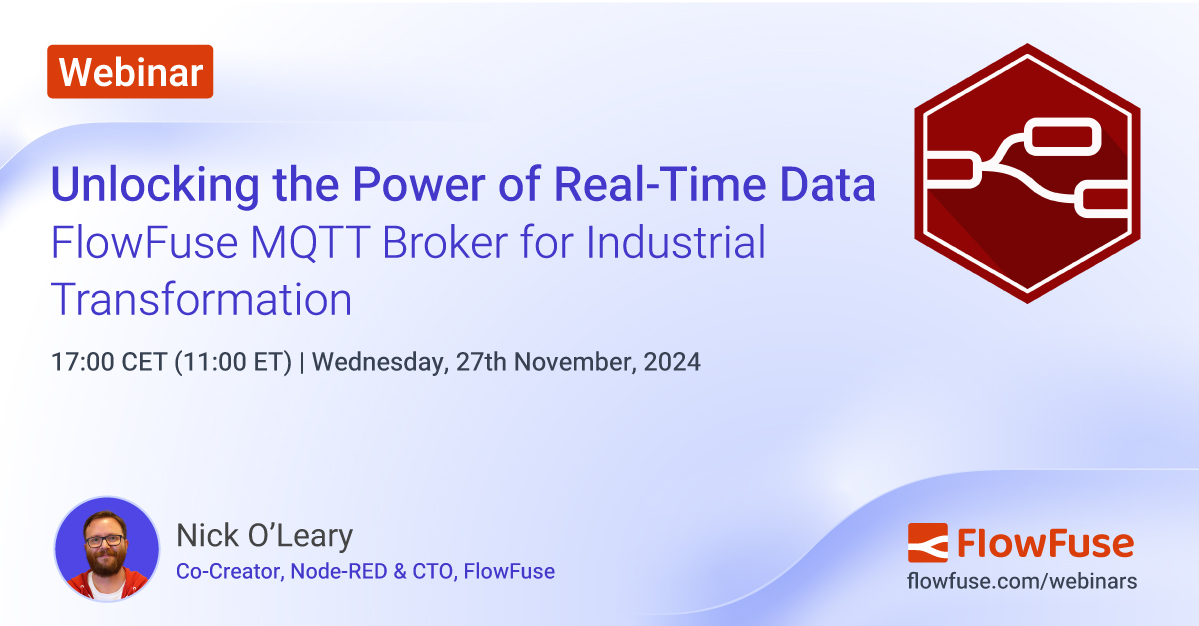 Webinar
Unlocking the Power of Real-Time Data
FlowFuse MQTT Broker for Industrial
Transformation
17:00 CET (11:00 ET) | Wednesday, 27th November, 2024
Nick O’Leary
Co-Creator, Node-RED & CTO, FlowFuse
FlowFuse
flowfuse.com/webinars